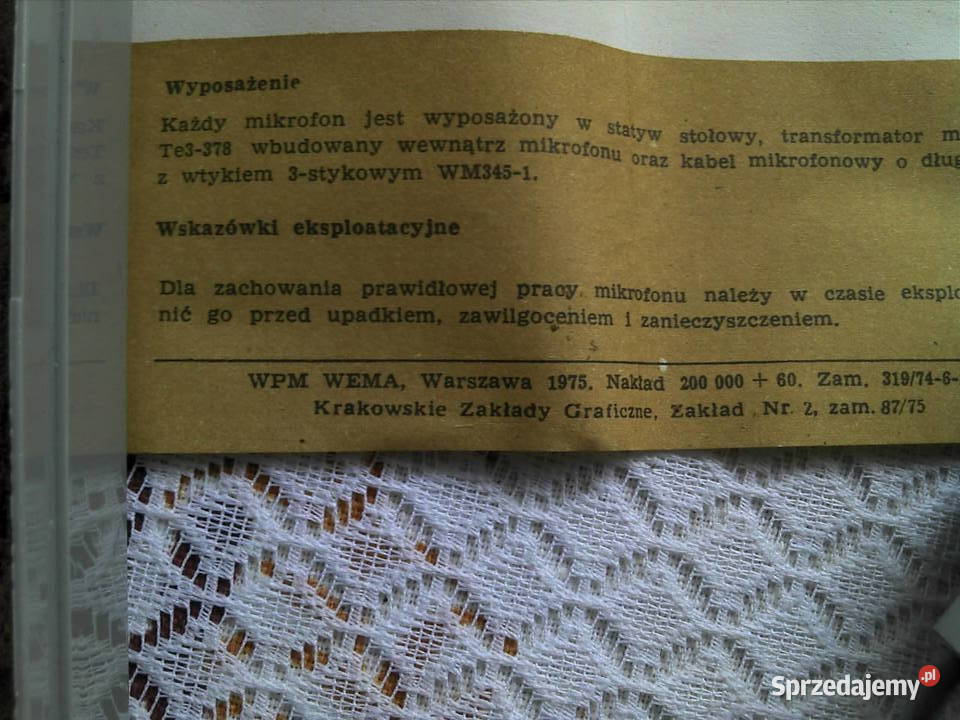 Wyposażenie
Każdy mikrofon jest wyposażony w statyw stołowy, transformator m
Te3-378 wbudowany wewnątrz mikrofonu oraz kabel mikrofonowy o dług
z wtykiem 3-stykowym WM345-1.
Wskazówki eksploatacyjne
Dla zachowania prawidłowej pracy mikrofonu należy w czasie eksplo
nić go przed upadkiem, zawilgoceniem i zanieczyszczeniem.
WPM WEMA, Warszawa 1975. Nakład 200 000 + 60. Zam. 319/74-6-
Krakowskie Zakłady Graficzne, Zakład Nr. 2, zam. 87/75
Sprzedajemy.pl